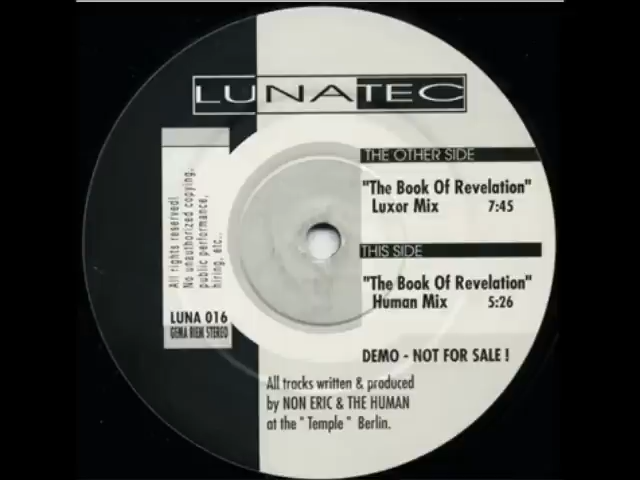 LUNATEC
THE OTHER SIDE
"The Book Of Revelation"
Luxor Mix 7:45
THIS SIDE
"The Book Of Revelation"
Human Mix 5:26
DEMO - NOT FOR SALE !
All rights reserved!
No unauthorized copying,
public performance,
hiring, etc..
LUNA 016
GEMA BIEM STEREO
All tracks written & produced
by NON ERIC & THE HUMAN
at the " Temple " Berlin.